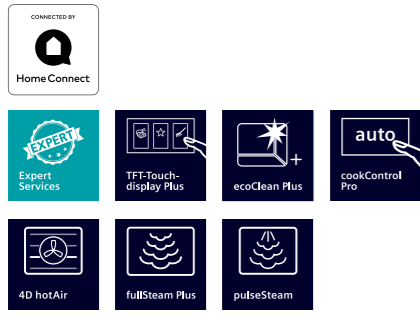 CONNECTED BY
Home Connect
EXPERT
Expert
Services
TFT-Touch-
display Plus
ecoClean Plus
auto
cookControl
Pro
4D hotAir
fullSteam Plus
pulseSteam